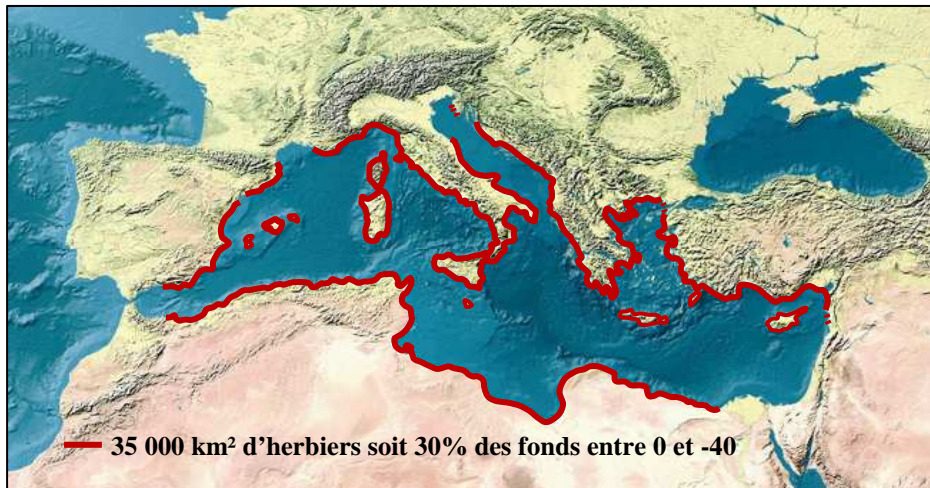 35 000 km² d’herbiers soit 30% des fonds entre 0 et -40